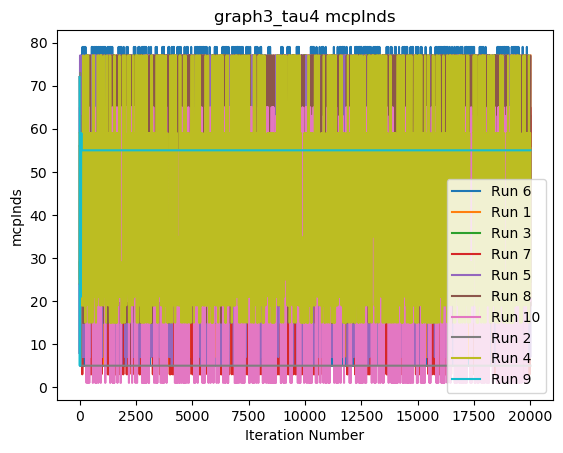 graph3_tau4 mcpInds
mcpInds
80
70
60
50
40
30
20
10
0
0
2500
5000
7500
10000
12500
15000
17500
20000
Iteration Number
Run 6
Run 1
Run 3
Run 7
Run 5
Run 8
Run 10
Run 2
Run 4
Run 9